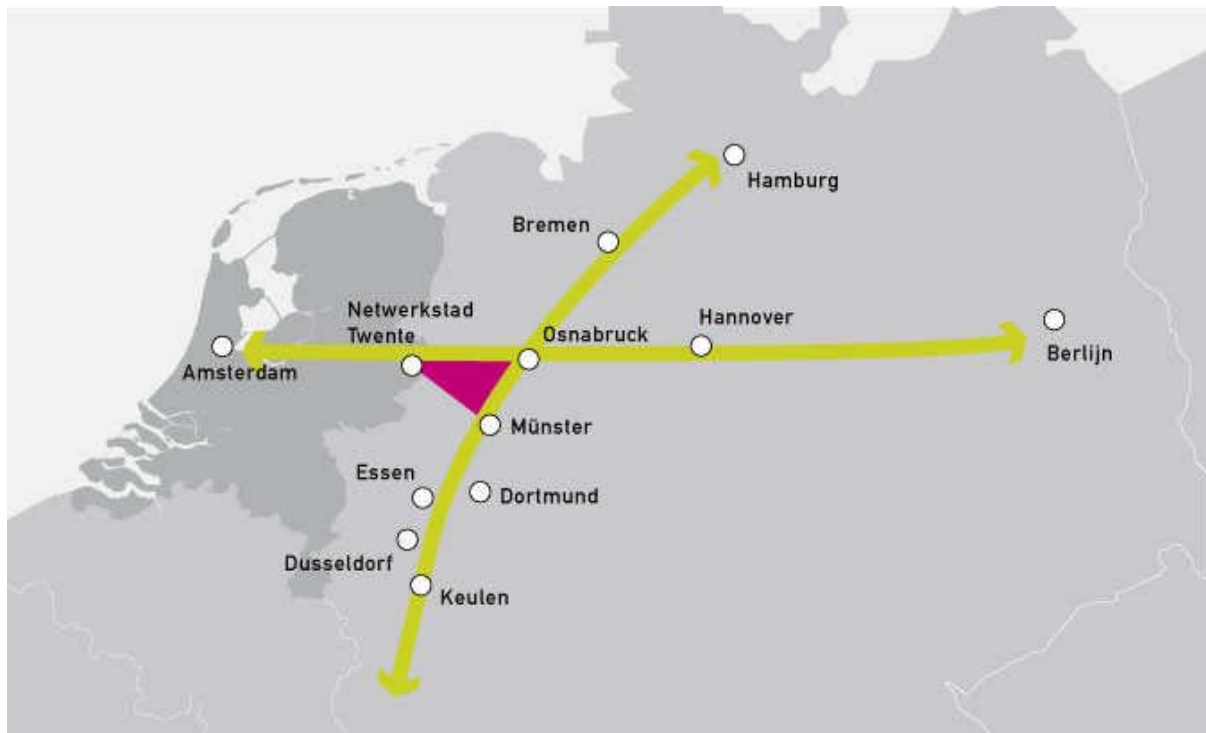 Hamburg
Bremen
Netwerkstad
Twente
Osnabruck
Hannover
Berlijn
Amsterdam
Münster
Essen
Dortmund
Dusseldorf
Keulen